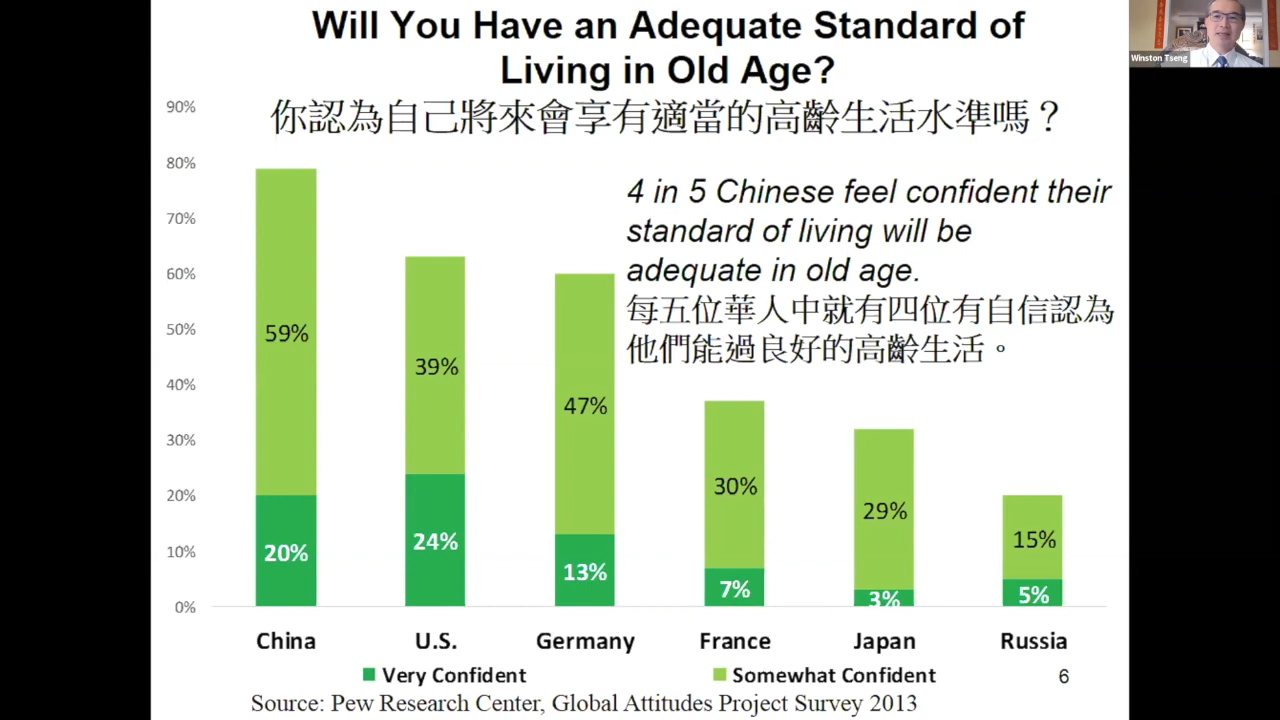 Will You Have an Adequate Standard of
Living in Old Age?
你認為自己將來會享有適當的高齡生活水準嗎？
Winston Tseng
4 in 5 Chinese feel confident their
standard of living will be
adequate in old age.
每五位華人中就有四位有自信認為
他們能過良好的高齡生活。
90%
80%
70%
60%
50%
40%
30%
20%
10%
0%
59%
20%
39%
24%
47%
13%
30%
7%
29%
3%
15%
5%
China U.S. Germany France Japan Russia
Very Confident Somewhat Confident
6
Source: Pew Research Center, Global Attitudes Project Survey 2013